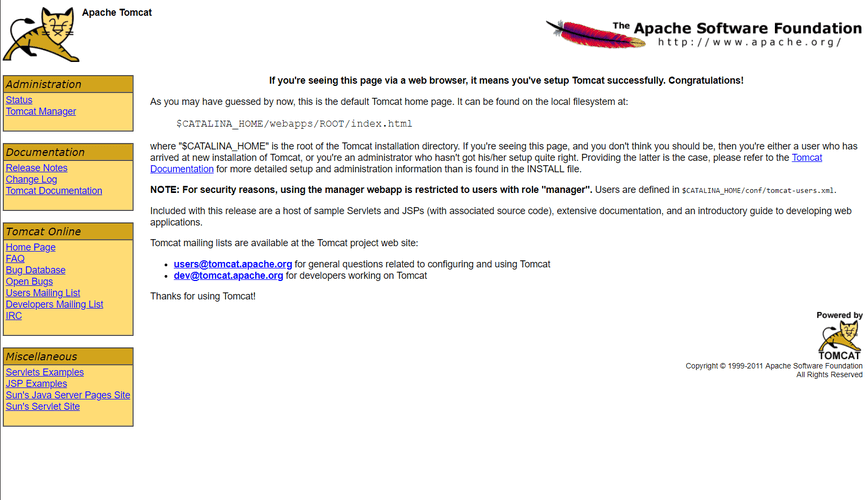 Apache Tomcat
The Apache Software Foundation
http://www.apache.org/
Administration
Status
Tomcat Manager
Documentation
Release Notes
Change Log
Tomcat Documentation
Tomcat Online
Home Page
FAQ
Bug Database
Open Bugs
Users Mailing List
Developers Mailing List
IRC
Miscellaneous
Servlets Examples
JSP Examples
Sun's Java Server Pages Site
Sun's Servlet Site
If you're seeing this page via a web browser, it means you've setup Tomcat successfully. Congratulations!
As you may have guessed by now, this is the default Tomcat home page. It can be found on the local filesystem at:
$CATALINA_HOME/webapps/ROOT/index.html
where "$CATALINA_HOME" is the root of the Tomcat installation directory. If you're seeing this page, and you don't think you should be, then you're either a user who has
arrived at new installation of Tomcat, or you're an administrator who hasn't got his/her setup quite right. Providing the latter is the case, please refer to the Tomcat
Documentation for more detailed setup and administration information than is found in the INSTALL file.
NOTE: For security reasons, using the manager webapp is restricted to users with role "manager". Users are defined in $CATALINA_HOME/conf/tomcat-users.xml.
Included with this release are a host of sample Servlets and JSPs (with associated source code), extensive documentation, and an introductory guide to developing web
applications.
Tomcat mailing lists are available at the Tomcat project web site:
• users@tomcat.apache.org for general questions related to configuring and using Tomcat
• dev@tomcat.apache.org for developers working on Tomcat
Thanks for using Tomcat!
Powered by
TOMCAT
Copyright © 1999-2011 Apache Software Foundation
All Rights Reserved